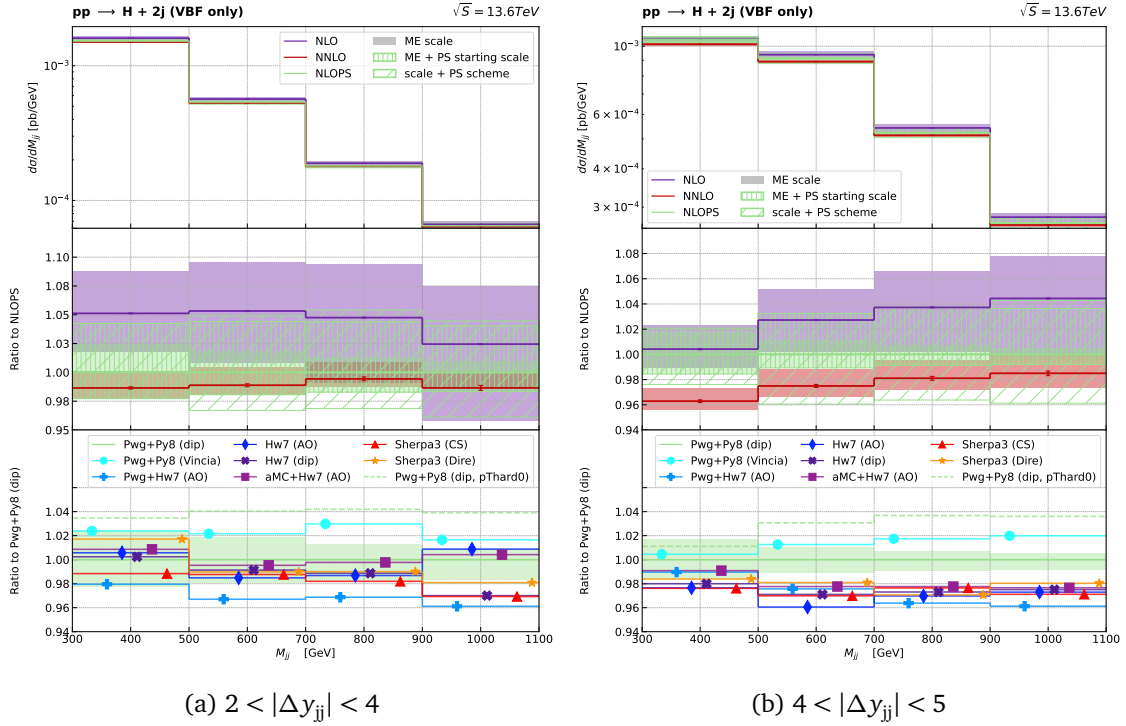 pp → H + 2j (VBF only) √S = 13.6TeV
dσ/dMjj [pb/GeV]
10⁻³
10⁻⁴
NLO ME scale
NNLO ME + PS starting scale
NLOPS scale + PS scheme
Ratio to NLOPS
1.10
1.08
1.05
1.03
1.00
0.98
0.95
Ratio to Pwg+Py8 (dip)
Pwg+Py8 (dip) Hw7 (AO) Sherpa3 (CS)
Pwg+Py8 (Vincia) Hw7 (dip) Sherpa3 (Dire)
Pwg+Hw7 (AO) aMC+Hw7 (AO) Pwg+Py8 (dip, pThard0)
1.04
1.02
1.00
0.98
0.96
0.94
300 400 500 600 700 800 900 1000 1100
Mjj [GeV]
(a) 2 < |Δyjj| < 4
pp → H + 2j (VBF only) √S = 13.6TeV
dσ/dMjj [pb/GeV]
10⁻³
6 × 10⁻⁴
4 × 10⁻⁴
3 × 10⁻⁴
NLO ME scale
NNLO ME + PS starting scale
NLOPS scale + PS scheme
Ratio to NLOPS
1.08
1.06
1.04
1.02
1.00
0.98
0.96
0.94
Ratio to Pwg+Py8 (dip)
Pwg+Py8 (dip) Hw7 (AO) Sherpa3 (CS)
Pwg+Py8 (Vincia) Hw7 (dip) Sherpa3 (Dire)
Pwg+Hw7 (AO) aMC+Hw7 (AO) Pwg+Py8 (dip, pThard0)
1.04
1.02
1.00
0.98
0.96
0.94
300 400 500 600 700 800 900 1000 1100
Mjj [GeV]
(b) 4 < |Δyjj| < 5